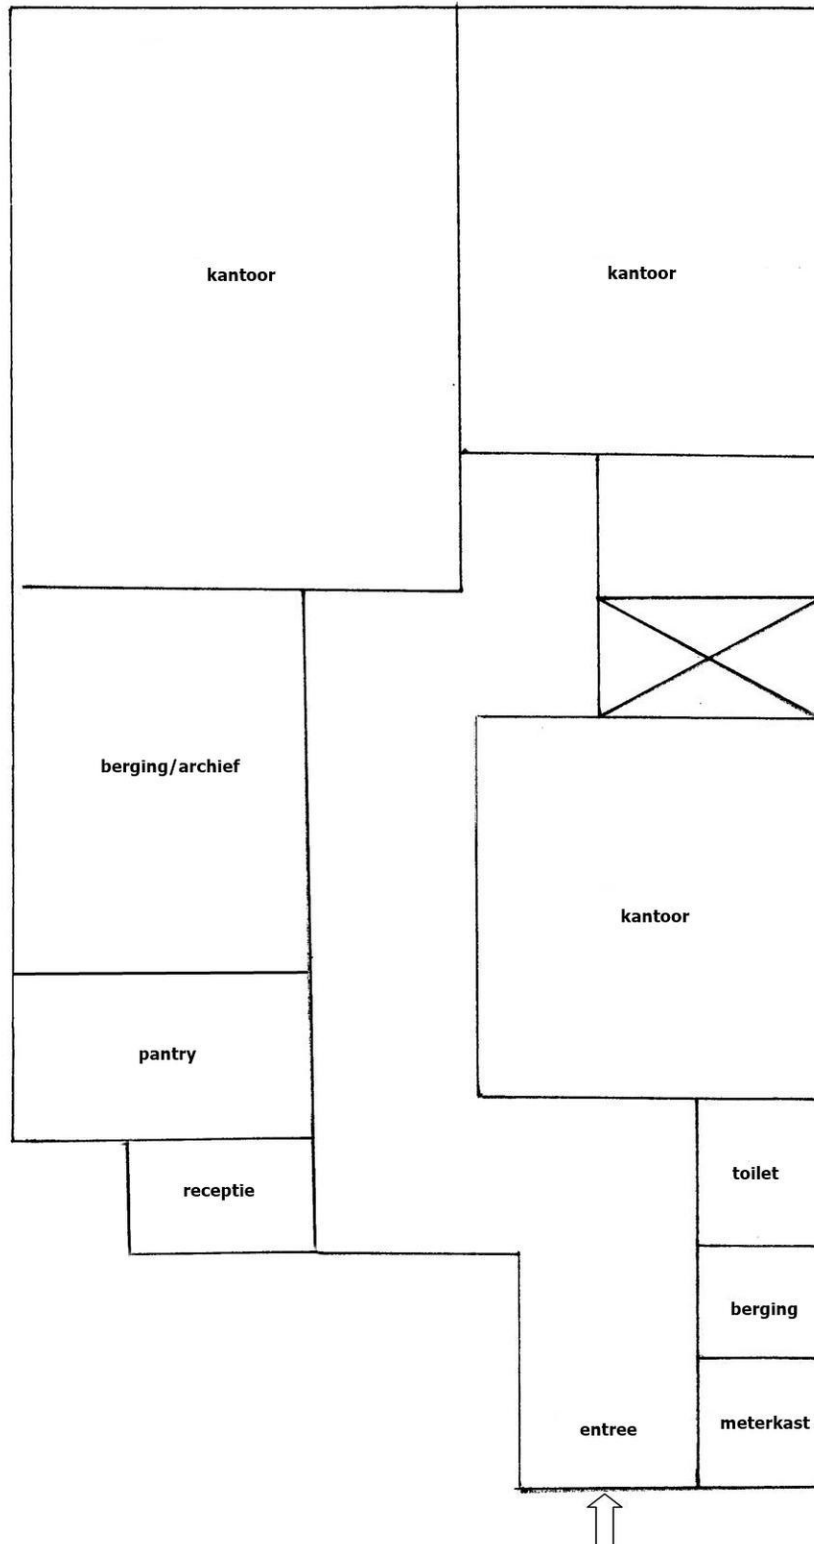 kantoor
kantoor
berging/archief
kantoor
pantry
toilet
receptie
berging
meterkast
entree